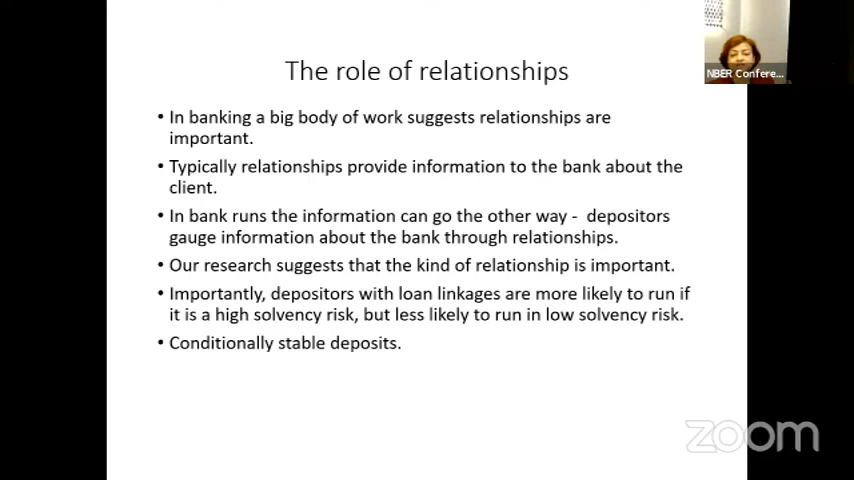 The role of relationships
NBER Confere...
• In banking a big body of work suggests relationships are
important.
• Typically relationships provide information to the bank about the
client.
• In bank runs the information can go the other way - depositors
gauge information about the bank through relationships.
• Our research suggests that the kind of relationship is important.
• Importantly, depositors with loan linkages are more likely to run if
it is a high solvency risk, but less likely to run in low solvency risk.
• Conditionally stable deposits.
zoom